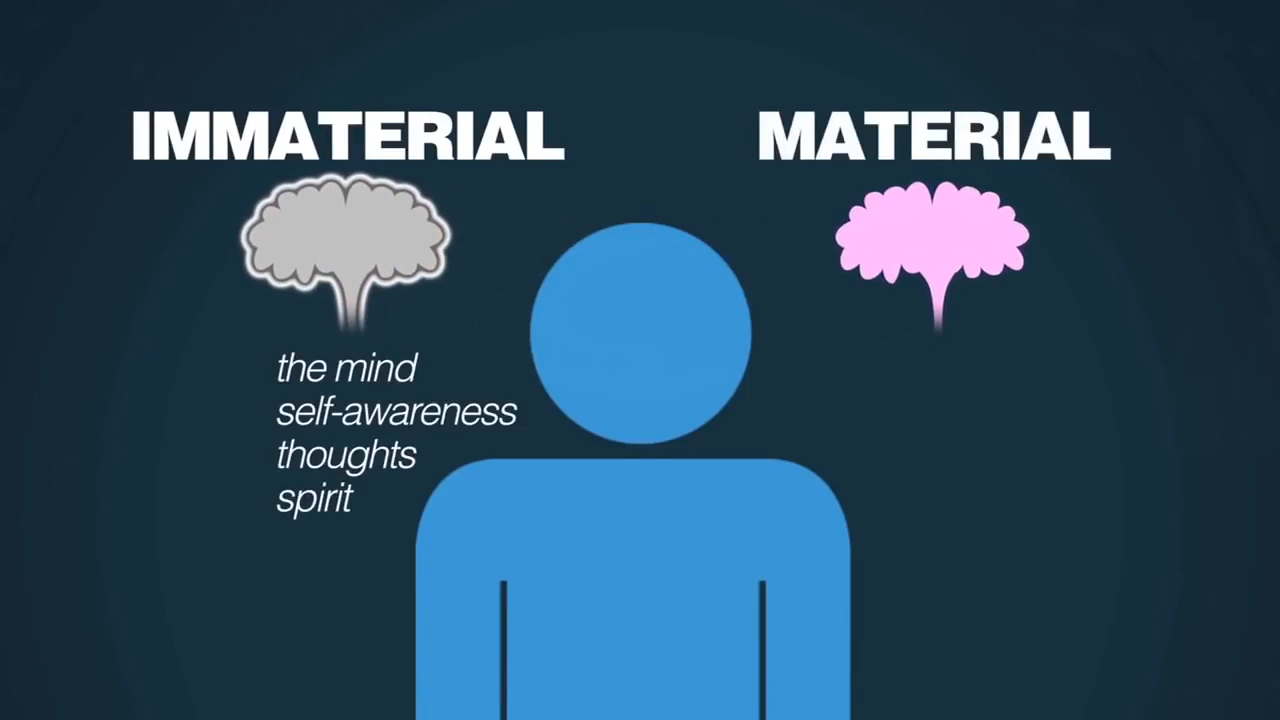 IMMATERIAL
MATERIAL
the mind
self-awareness
thoughts
spirit